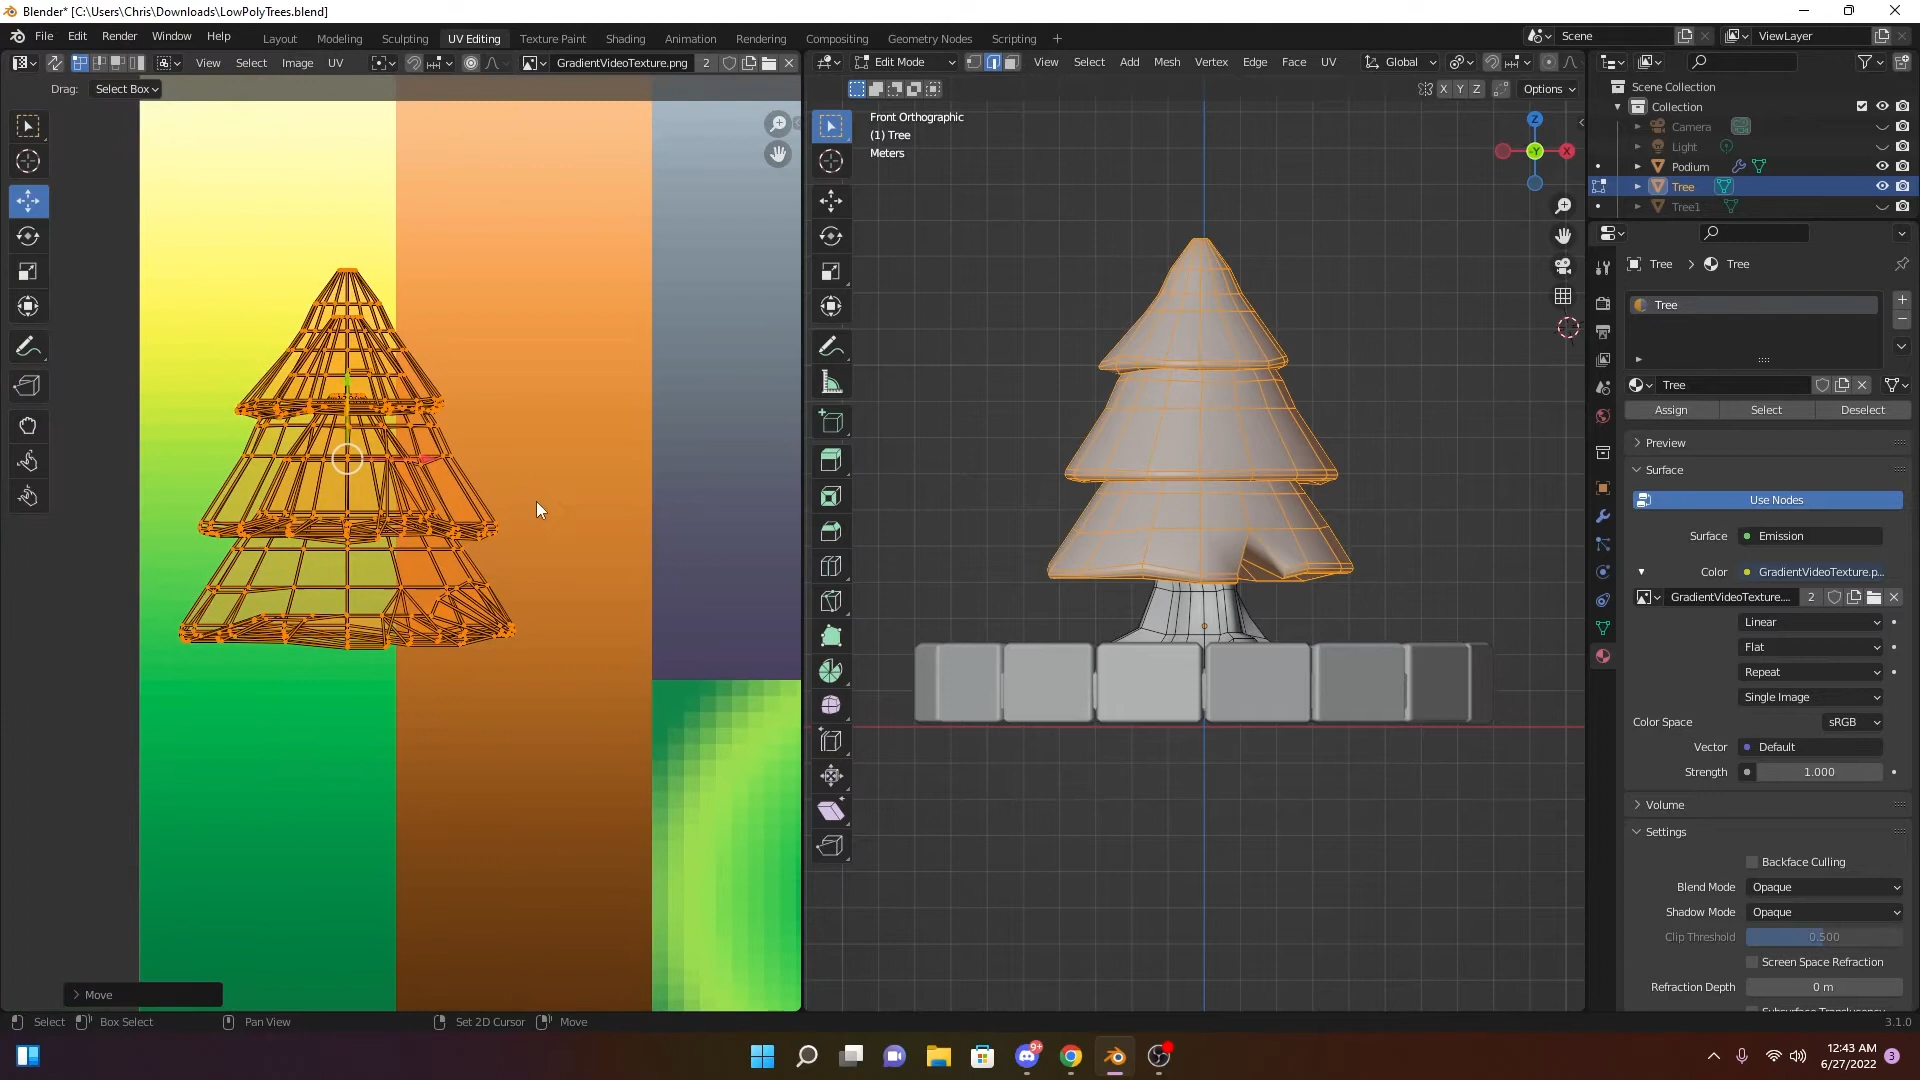 Blender* [C:\Users\Chris\Downloads\LowPolyTrees.blend]
File Edit Render Window Help
Layout Modeling Sculpting UV Editing Texture Paint Shading Animation Rendering Compositing Geometry Nodes Scripting +
Scene ViewLayer
View Select Image UV GradientVideoTexture.png 2
Edit Mode View Select Add Mesh Vertex Edge Face UV Global
Drag: Select Box
X Y Z Options
Front Orthographic
(1) Tree
Meters
Z
-Y
X
Scene Collection
Collection
Camera
Light
Podium
Tree
Tree1
Tree > Tree
Tree
Tree
Assign Select Deselect
Preview
Surface
Use Nodes
Surface Emission
Color GradientVideoTexture.p...
GradientVideoTexture.... 2
Linear
Flat
Repeat
Single Image
Color Space sRGB
Vector Default
Strength 1.000
Volume
Settings
Backface Culling
Blend Mode Opaque
Shadow Mode Opaque
Clip Threshold 0.500
Screen Space Refraction
Refraction Depth 0 m
Subsurface Translucency
Move
Select Box Select Pan View Set 2D Cursor Move
3.1.0
9+
12:43 AM
6/27/2022
3